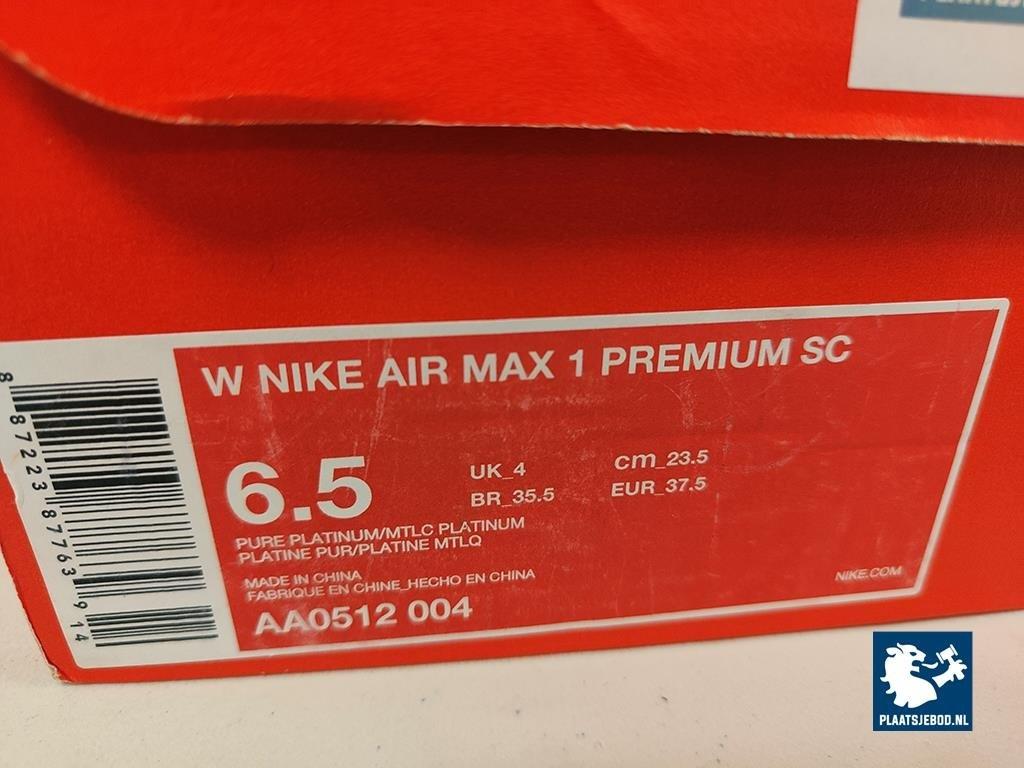 W NIKE AIR MAX 1 PREMIUM SC
6.5
UK_4 cm_23.5
BR_35.5 EUR_37.5
PURE PLATINUM/MTLC PLATINUM
PLATINE PUR/PLATINE MTLQ
MADE IN CHINA
FABRIQUE EN CHINE_HECHO EN CHINA
NIKE.COM
AA0512 004
8 87223 87763 914
PLAATSJEBOD.NL